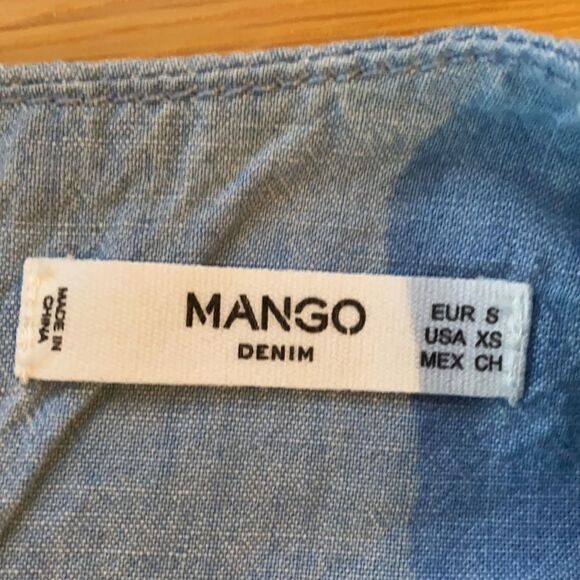 MADE IN
CHINA
MANGO
DENIM
EUR S
USA XS
MEX CH